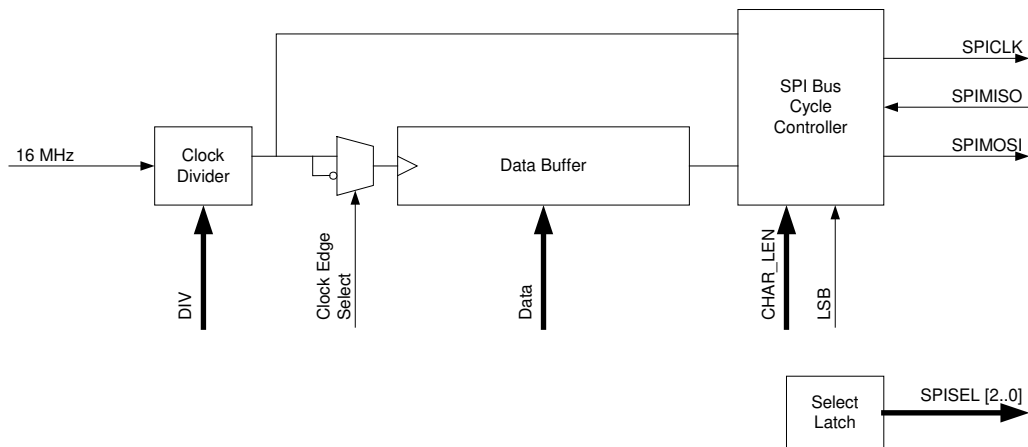 SPICLK
SPI Bus
Cycle
Controller
SPIMISO
SPIMOSI
16 MHz
Clock
Divider
Data Buffer
DIV
Clock Edge
Select
Data
CHAR_LEN
LSB
Select
Latch
SPISEL [2..0]